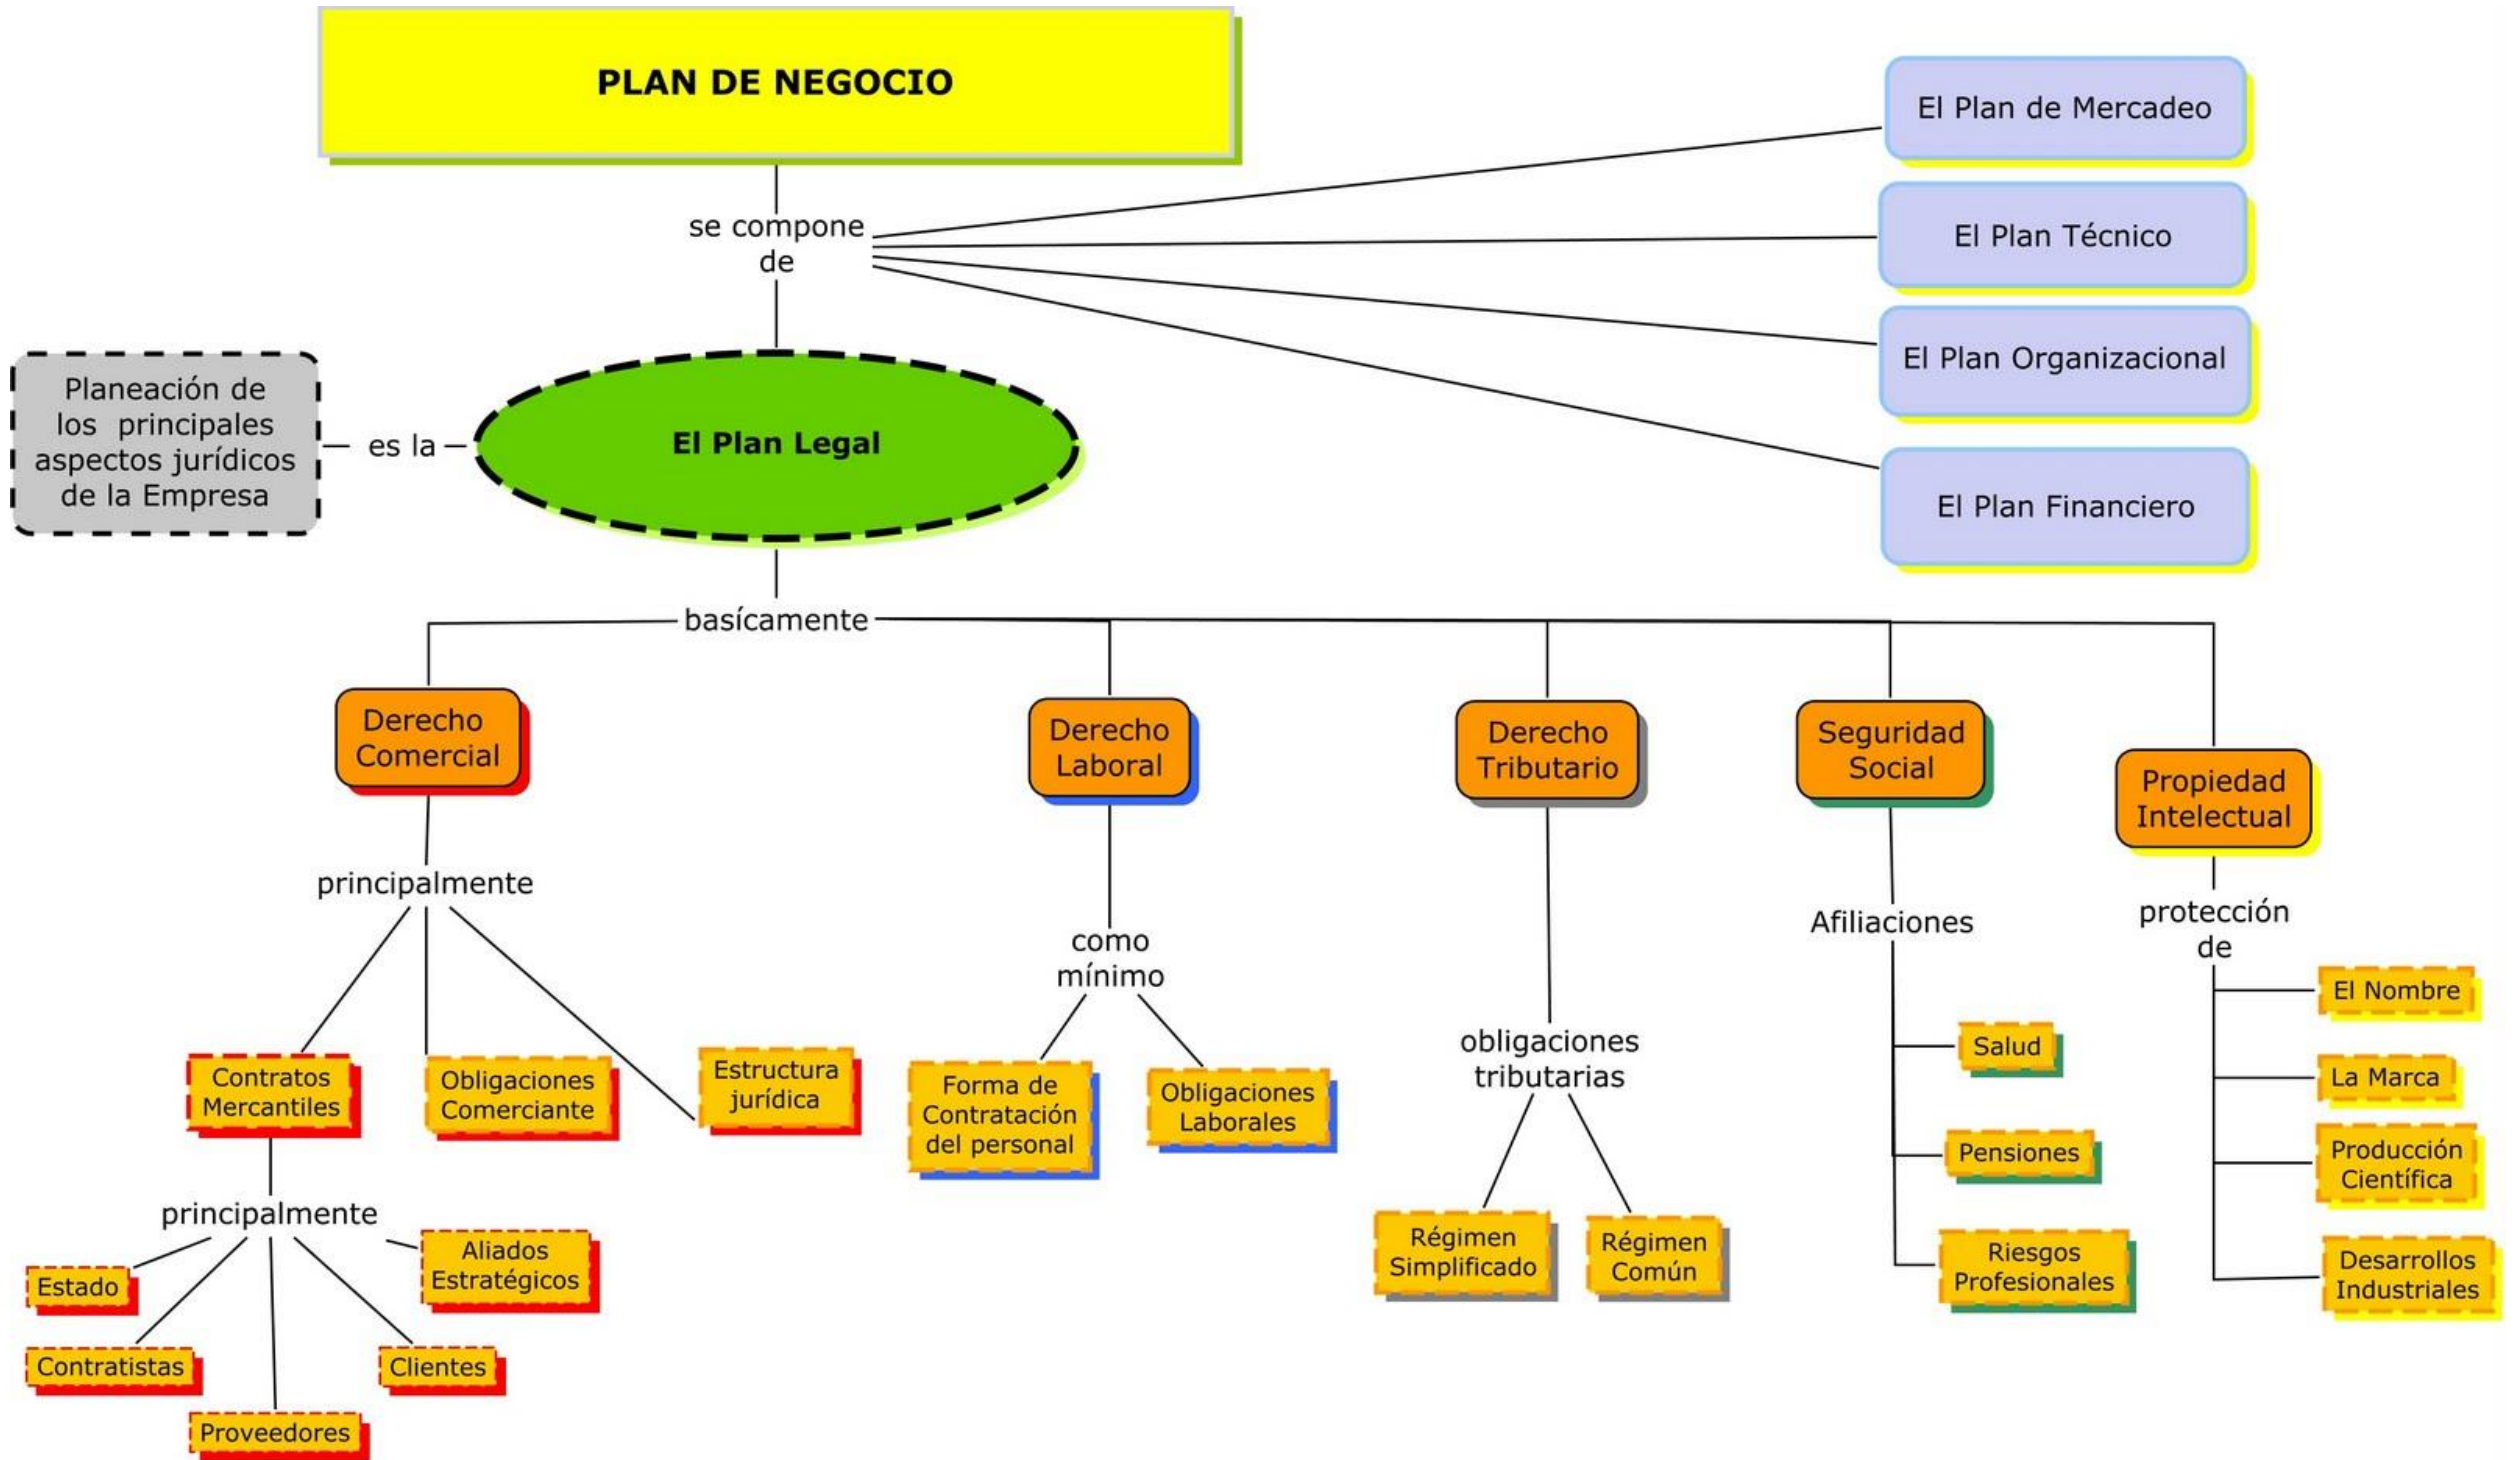 PLAN DE NEGOCIO
se compone
de
El Plan de Mercadeo
El Plan Técnico
El Plan Organizacional
El Plan Financiero
Planeación de
los principales
aspectos jurídicos
de la Empresa
es la
El Plan Legal
basícamente
Derecho
Comercial
principalmente
Contratos
Mercantiles
Obligaciones
Comerciante
Estructura
jurídica
principalmente
Estado
Contratistas
Proveedores
Clientes
Aliados
Estratégicos
Derecho
Laboral
como
mínimo
Forma de
Contratación
del personal
Obligaciones
Laborales
Derecho
Tributario
obligaciones
tributarias
Régimen
Simplificado
Régimen
Común
Seguridad
Social
Afiliaciones
Salud
Pensiones
Riesgos
Profesionales
Propiedad
Intelectual
protección
de
El Nombre
La Marca
Producción
Científica
Desarrollos
Industriales